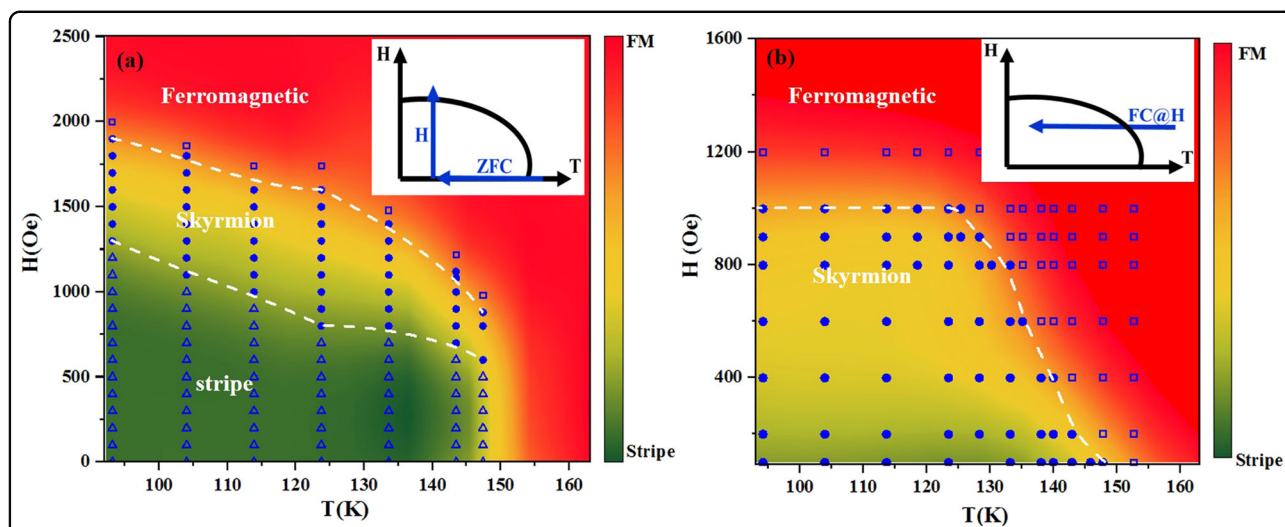 (a)
2500
2000
1500
1000
500
0
H(Oe)
100 110 120 130 140 150 160
T(K)
Ferromagnetic
Skyrmion
stripe
H
H
ZFC
T
FM
Stripe
(b)
1600
1200
800
400
H (Oe)
100 110 120 130 140 150 160
T(K)
Ferromagnetic
Skyrmion
H
FC@H
T
FM
Stripe